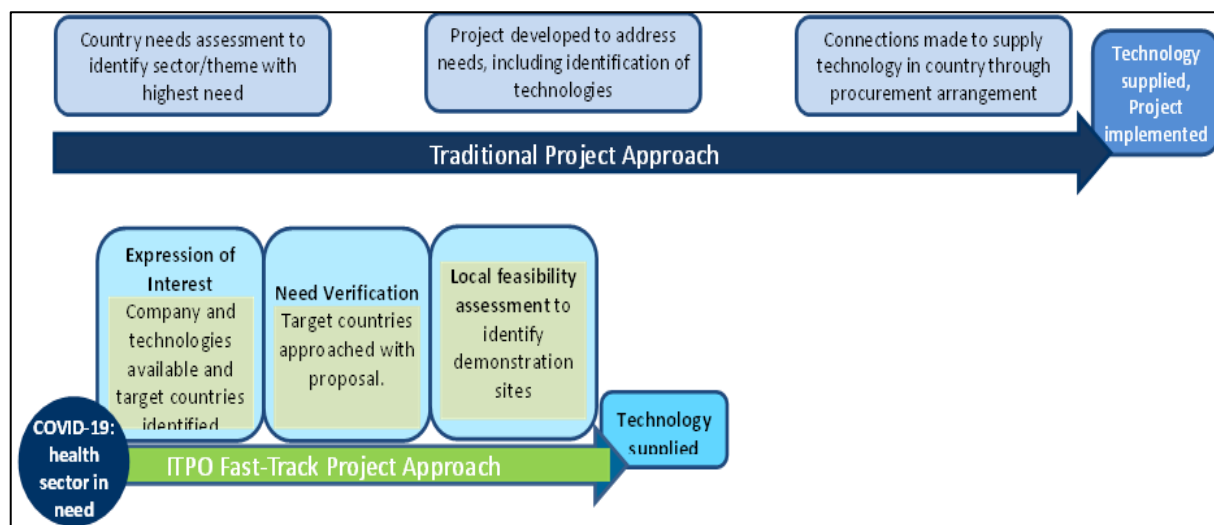 Country needs assessment to
identify sector/theme with
highest need
Project developed to address
needs, including identification of
technologies
Connections made to supply
technology in country through
procurement arrangement
Technology
supplied,
Project
implemented
Traditional Project Approach
Expression of
Interest
Company and
technologies
available and
target countries
identified
Need Verification
Target countries
approached with
proposal.
Local feasibility
assessment to
identify
demonstration
sites
Technology
supplied
COVID-19:
health
sector in
need
ITPO Fast-Track Project Approach